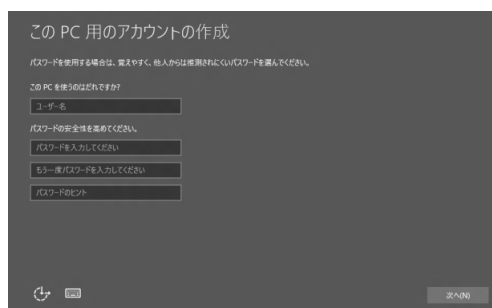 この PC 用のアカウントの作成
パスワードを使用する場合は、覚えやすく、他人からは推測されにくいパスワードを選んでください。
この PC を使うのはだれですか?
ユーザー名
パスワードの安全性を高めてください。
パスワードを入力してください
もう一度パスワードを入力してください
パスワードのヒント
次へ(N)